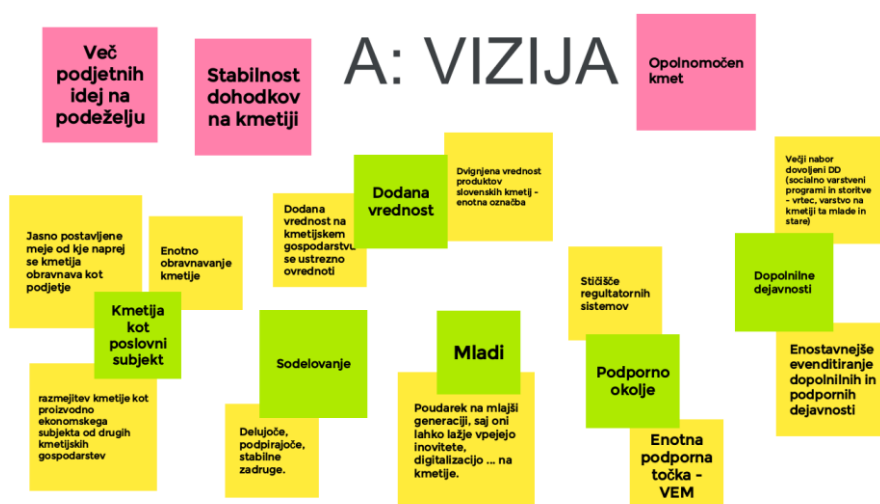 A: VIZIJA
Več
podjetnih
idej na
podeželju
Stabilnost
dohodkov
na kmetiji
Opolnomočen
kmet
Dodana
vrednost
Dvignjena vrednost
produktov
slovenskih kmetij -
enotna označba
Dodana
vrednost na
kmetijskem
gospodarstvu
se ustrezno
ovrednoti
Večji nabor
dovoljeni DD
(socialno varstveni
programi in storitve
- vrtec, varstvo na
kmetiji ta mlade in
stare)
Dopolnilne
dejavnosti
Enostavnejše
evenditiranje
dopolnilnih in
podpornih
dejavnosti
Jasno postavljene
meje od kje naprej
se kmetija
obravnava kot
podjetje
Enotno
obravnavanje
kmetije
Kmetija
kot
poslovni
subjekt
razmejitev kmetije kot
proizvodno
ekonomskega
subjekta od drugih
kmetijskih
gospodarstev
Sodelovanje
Delujoče,
podpirajoče,
stabilne
zadruge.
Mladi
Poudarek na mlajši
generaciji, saj oni
lahko lažje vpejejo
inovitete,
digitalizacijo ... na
kmetije.
Stičišče
regultatornih
sistemov
Podporno
okolje
Enotna
podporna
točka -
VEM